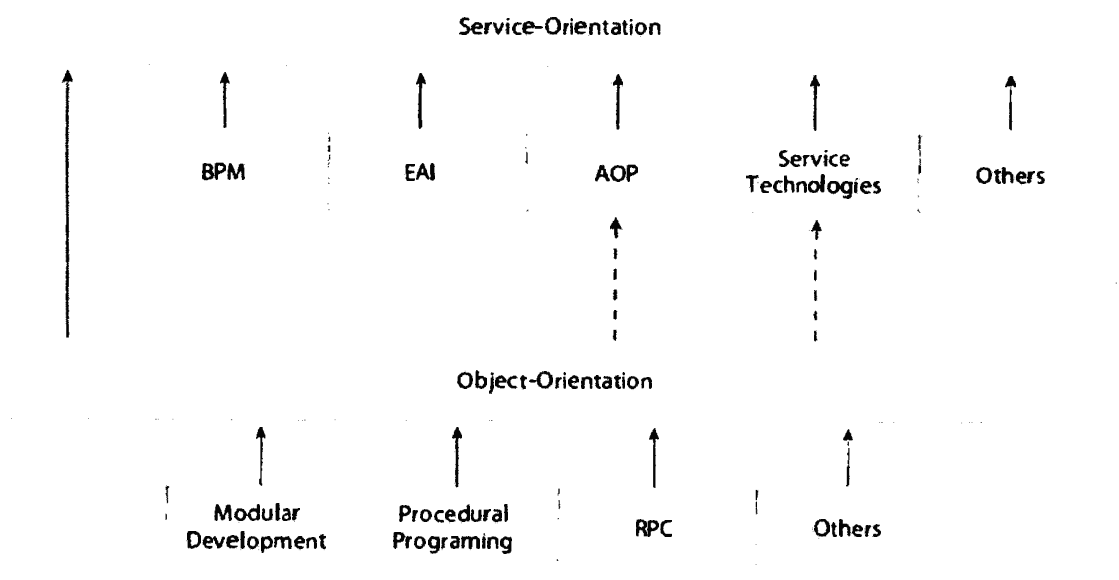 Service-Orientation
BPM
EAI
AOP
Service
Technologies
Others
Object-Orientation
Modular
Development
Procedural
Programing
RPC
Others